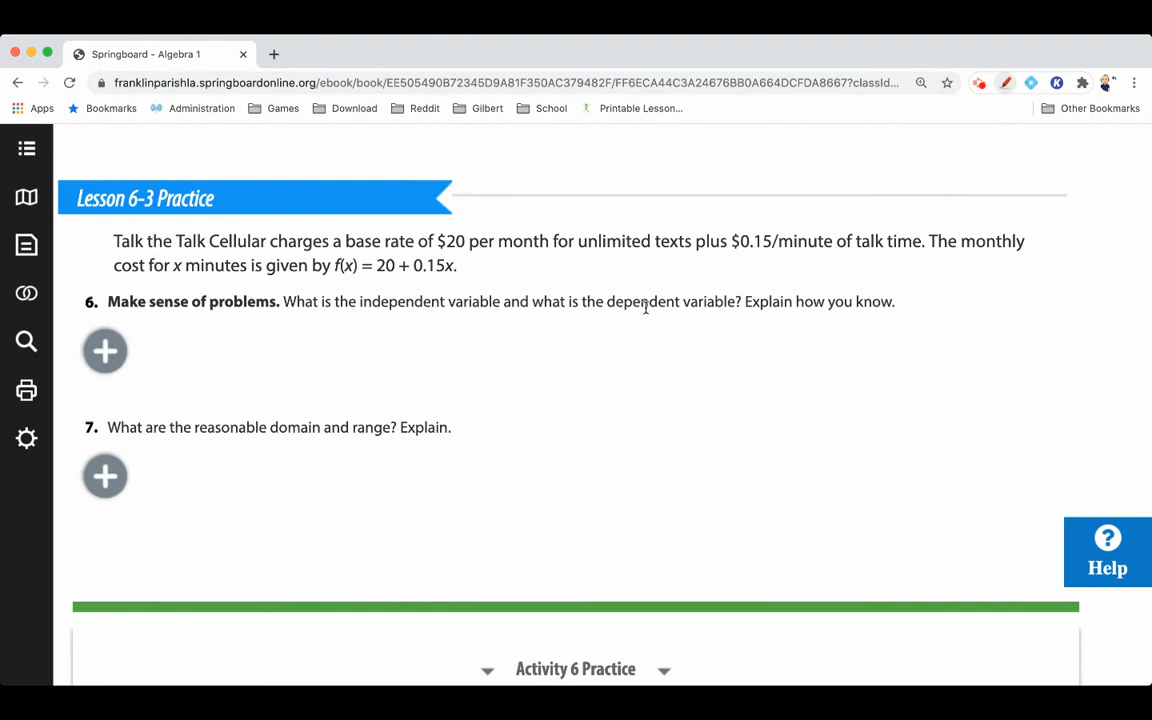 Springboard - Algebra 1
franklinparishla.springboardonline.org/ebook/book/EE505490B72345D9A81F350AC379482F/FF6ECA44C3A24676BB0A664DCFDA8667?classId...
Apps Bookmarks Administration Games Download Reddit Gilbert School Printable Lesson... Other Bookmarks
Lesson 6-3 Practice
Talk the Talk Cellular charges a base rate of $20 per month for unlimited texts plus $0.15/minute of talk time. The monthly
cost for x minutes is given by f(x) = 20 + 0.15x.
6. Make sense of problems. What is the independent variable and what is the dependent variable? Explain how you know.
7. What are the reasonable domain and range? Explain.
? Help
Activity 6 Practice